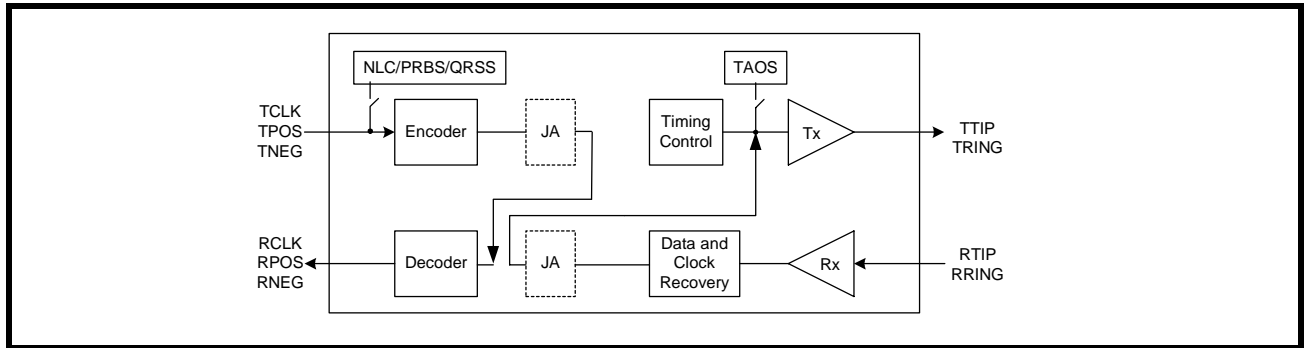 NLC/PRBS/QRSS
TAOS
TCLK
TPOS
TNEG
Encoder
JA
Timing
Control
Tx
TTIP
TRING
RCLK
RPOS
RNEG
Decoder
JA
Data and
Clock
Recovery
Rx
RTIP
RRING